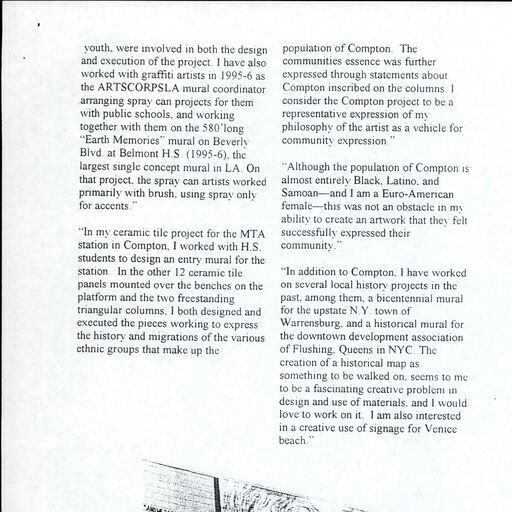 youth, were involved in both the design
and execution of the project. I have also
worked with graffiti artists in 1995-6 as
the ARTSCORPSLA mural coordinator
arranging spray can projects for them
with public schools, and working
together with them on the 580'long
"Earth Memories" mural on Beverly
Blvd. at Belmont H.S. (1995-6), the
largest single concept mural in LA. On
that project, the spray can artists worked
primarily with brush, using spray only
for accents."
"In my ceramic tile project for the MTA
station in Compton, I worked with H.S.
students to design an entry mural for the
station. In the other 12 ceramic tile
panels mounted over the benches on the
platform and the two freestanding
triangular columns, I both designed and
executed the pieces working to express
the history and migrations of the various
ethnic groups that make up the
population of Compton. The
communities essence was further
expressed through statements about
Compton inscribed on the columns. I
consider the Compton project to be a
representative expression of my
philosophy of the artist as a vehicle for
community expression."
"Although the population of Compton is
almost entirely Black, Latino, and
Samoan—and I am a Euro-American
female—this was not an obstacle in my
ability to create an artwork that they felt
successfully expressed their
community."
"In addition to Compton, I have worked
on several local history projects in the
past, among them, a bicentennial mural
for the upstate N.Y. town of
Warrensburg, and a historical mural for
the downtown development association
of Flushing, Queens in NYC. The
creation of a historical map as
something to be walked on, seems to me
to be a fascinating creative problem in
design and use of materials, and I would
love to work on it. I am also interested
in a creative use of signage for Venice
beach."